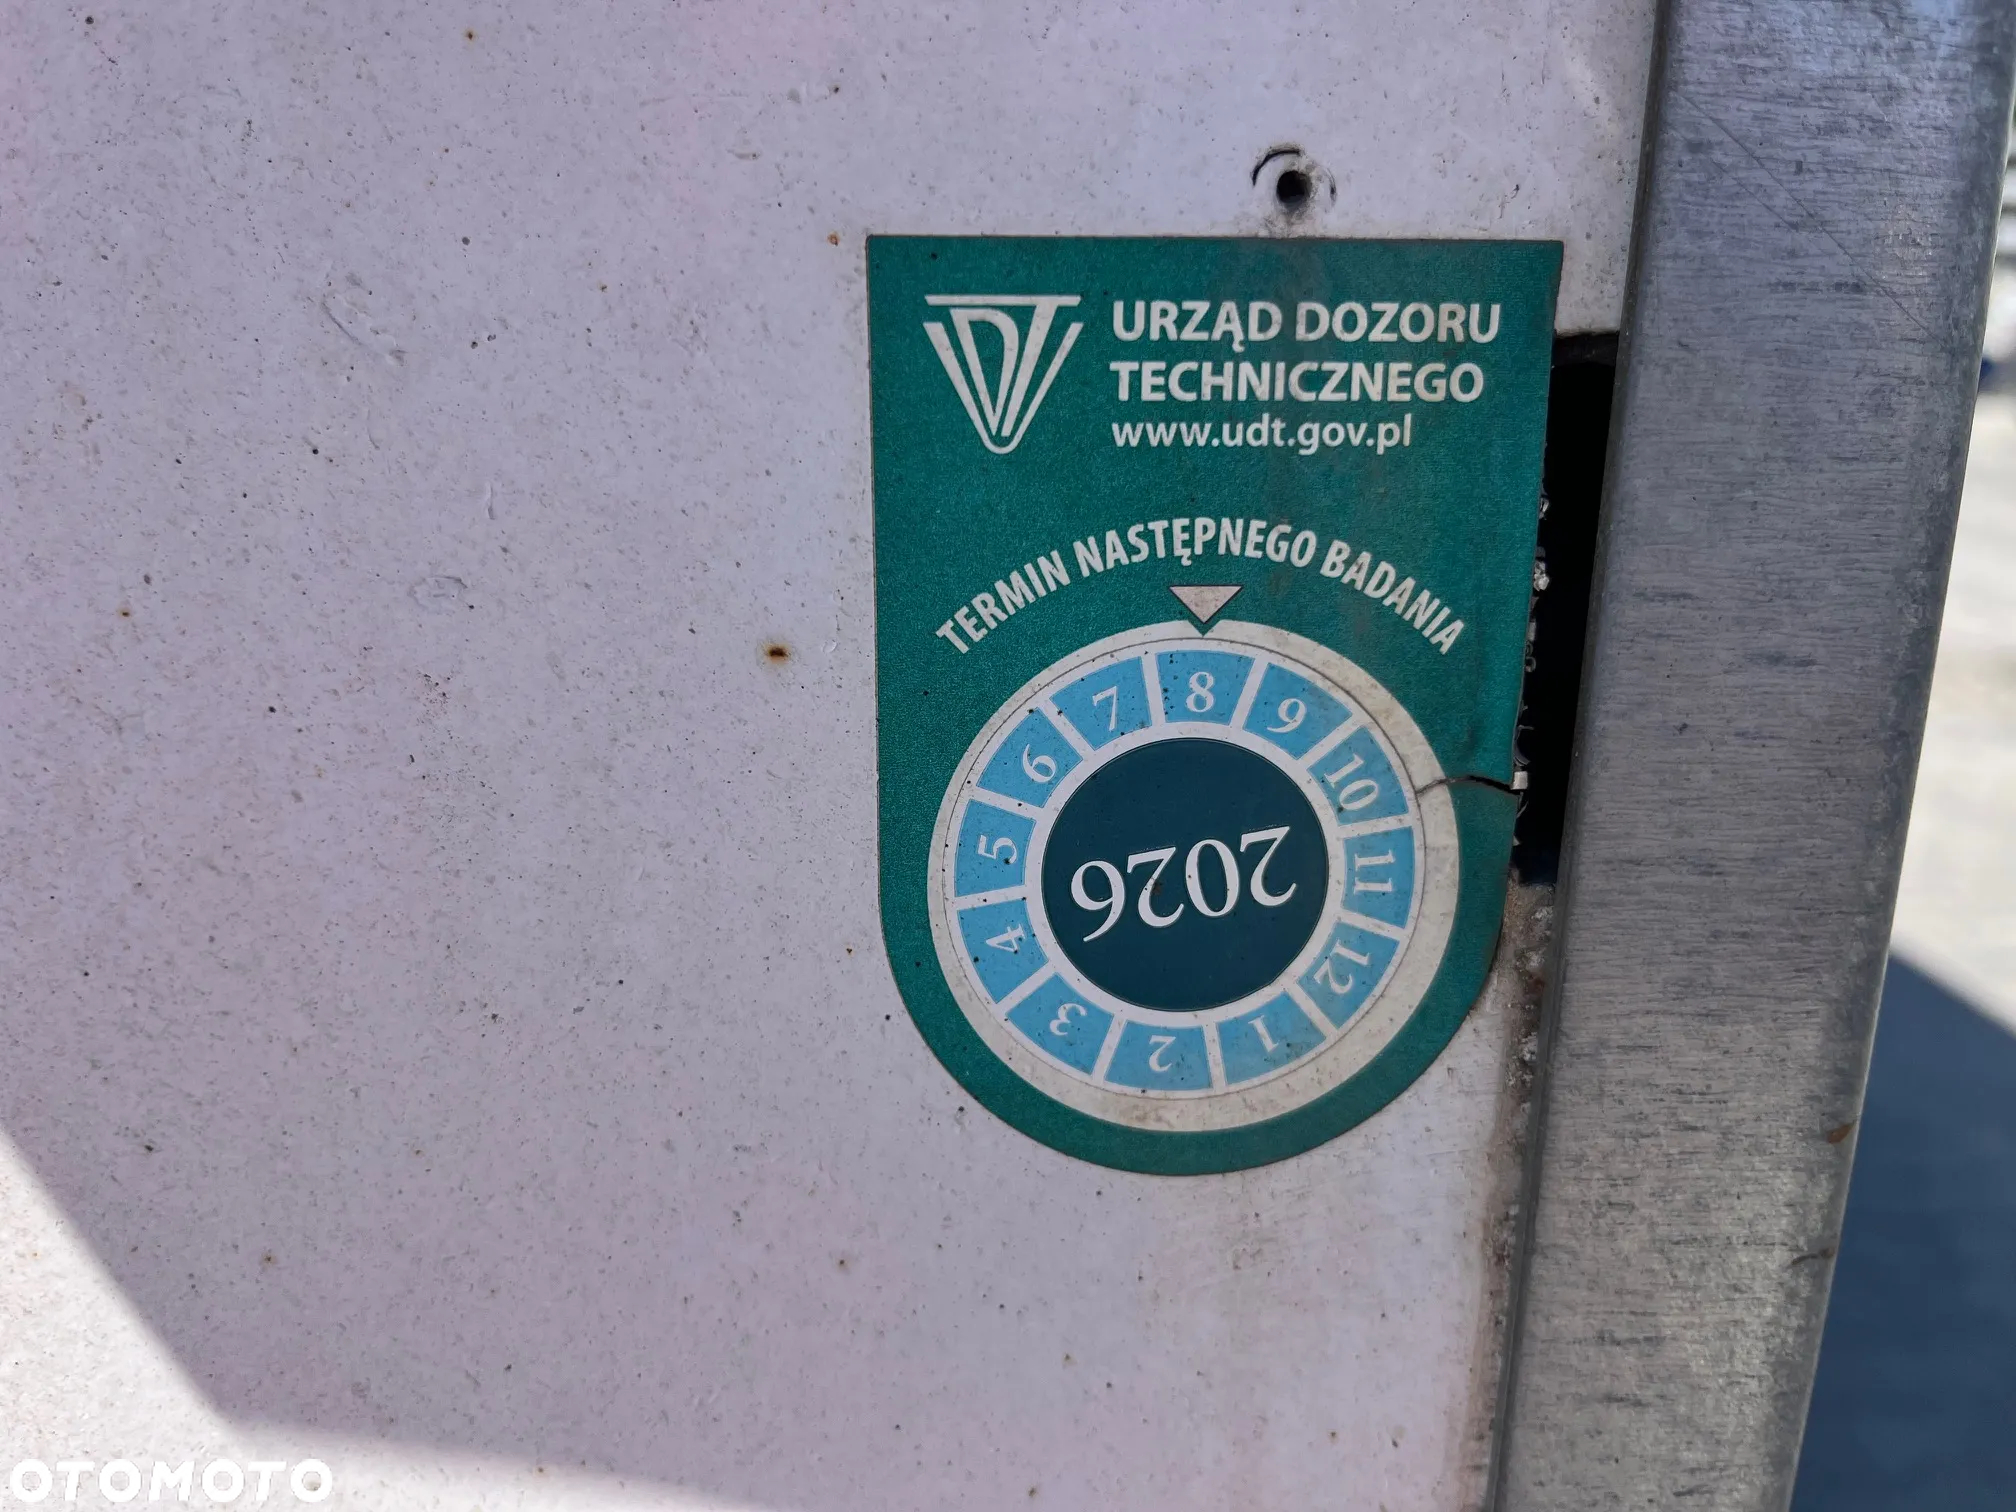 UDT
URZĄD DOZORU
TECHNICZNEGO
www.udt.gov.pl
TERMIN NASTĘPNEGO BADANIA
1 2 3 4 5 6 7 8 9 10 11 12
2026
OTOMOTO